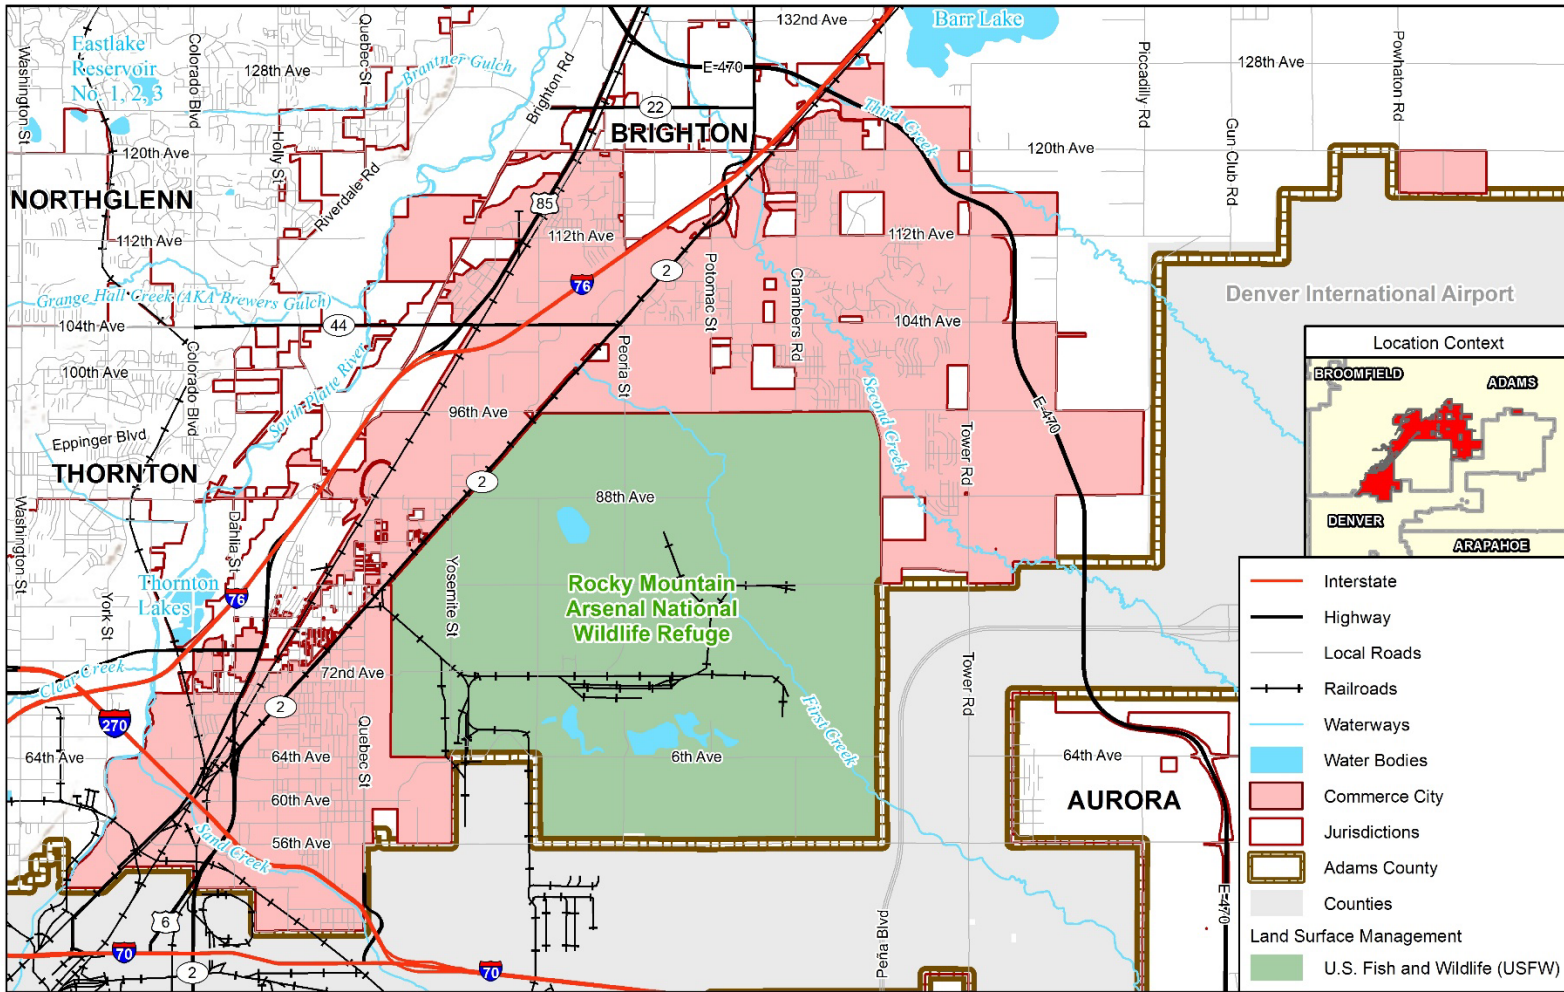 132nd Ave
Barr Lake
Eastlake
Reservoir
No. 1, 2, 3
Washington St
Colorado Blvd
Quebec St
128th Ave
Brantner Gulch
Brighton Rd
E-470
Piccadilly Rd
128th Ave
Powhaton Rd
22
BRIGHTON
Third Creek
120th Ave
Holly St
120th Ave
Gun Club Rd
NORTHGLENN
Riverdale Rd
85
112th Ave
112th Ave
112th Ave
2
Potomac St
Chambers Rd
76
Grange Hall Creek (AKA Brewers Gulch)
Denver International Airport
104th Ave
44
104th Ave
South Platte River
Peoria St
Colorado Blvd
100th Ave
Second Creek
96th Ave
E-470
Eppinger Blvd
Tower Rd
THORNTON
2
88th Ave
Washington St
Dahlia St
Yosemite St
Thornton
Lakes
76
York St
Rocky Mountain
Arsenal National
Wildlife Refuge
72nd Ave
Tower Rd
Clear Creek
2
First Creek
270
Quebec St
64th Ave
64th Ave
6th Ave
64th Ave
60th Ave
AURORA
Sand Creek
56th Ave
E-470
6
Peña Blvd
70
2
70
Location Context
BROOMFIELD
ADAMS
DENVER
ARAPAHOE
Interstate
Highway
Local Roads
Railroads
Waterways
Water Bodies
Commerce City
Jurisdictions
Adams County
Counties
Land Surface Management
U.S. Fish and Wildlife (USFW)